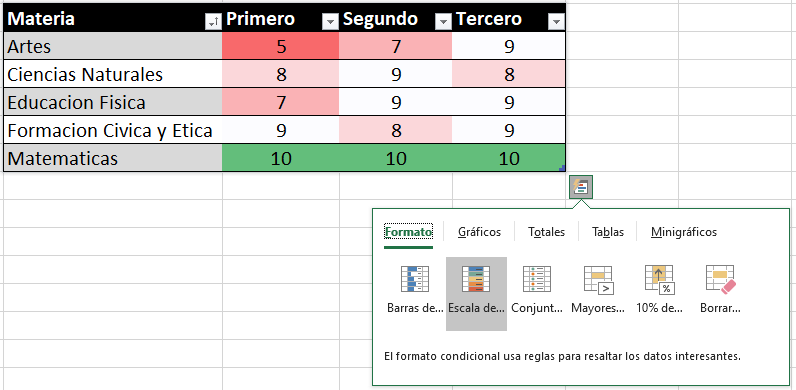 Materia Primero Segundo Tercero
Artes 5 7 9
Ciencias Naturales 8 9 8
Educacion Fisica 7 9 9
Formacion Civica y Etica 9 8 9
Matematicas 10 10 10
Formato Gráficos Totales Tablas Minigráficos
%
Barras de... Escala de... Conjunt... Mayores... 10% de... Borrar...
El formato condicional usa reglas para resaltar los datos interesantes.